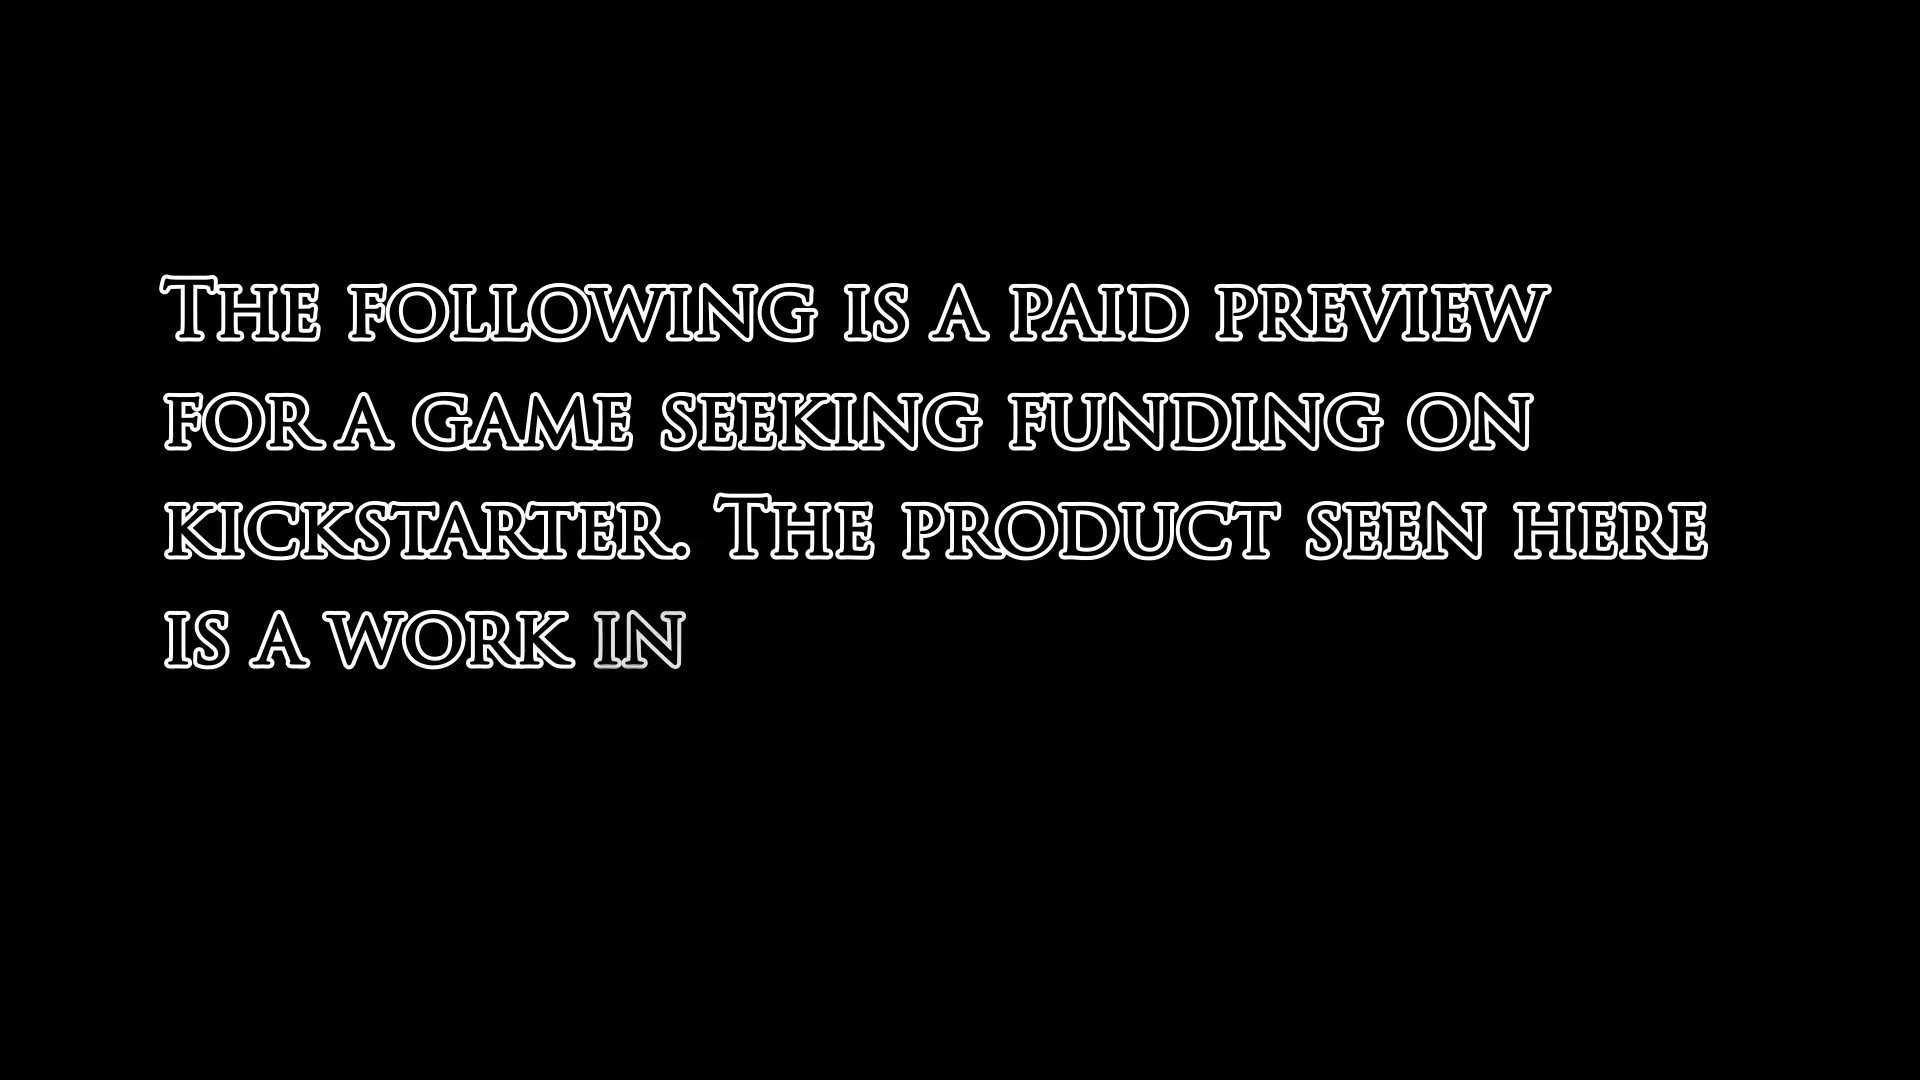 The following is a paid preview
for a game seeking funding on
kickstarter. The product seen here
is a work in